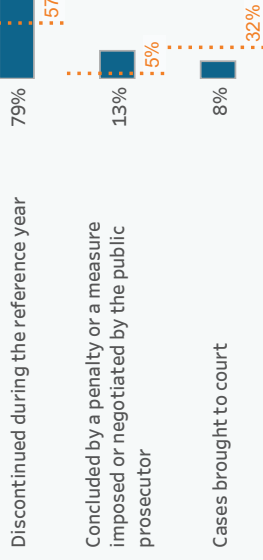 Discontinued during the reference year
79%
57
Concluded by a penalty or a measure
imposed or negotiated by the public
prosecutor
13%
5%
Cases brought to court
8%
32%